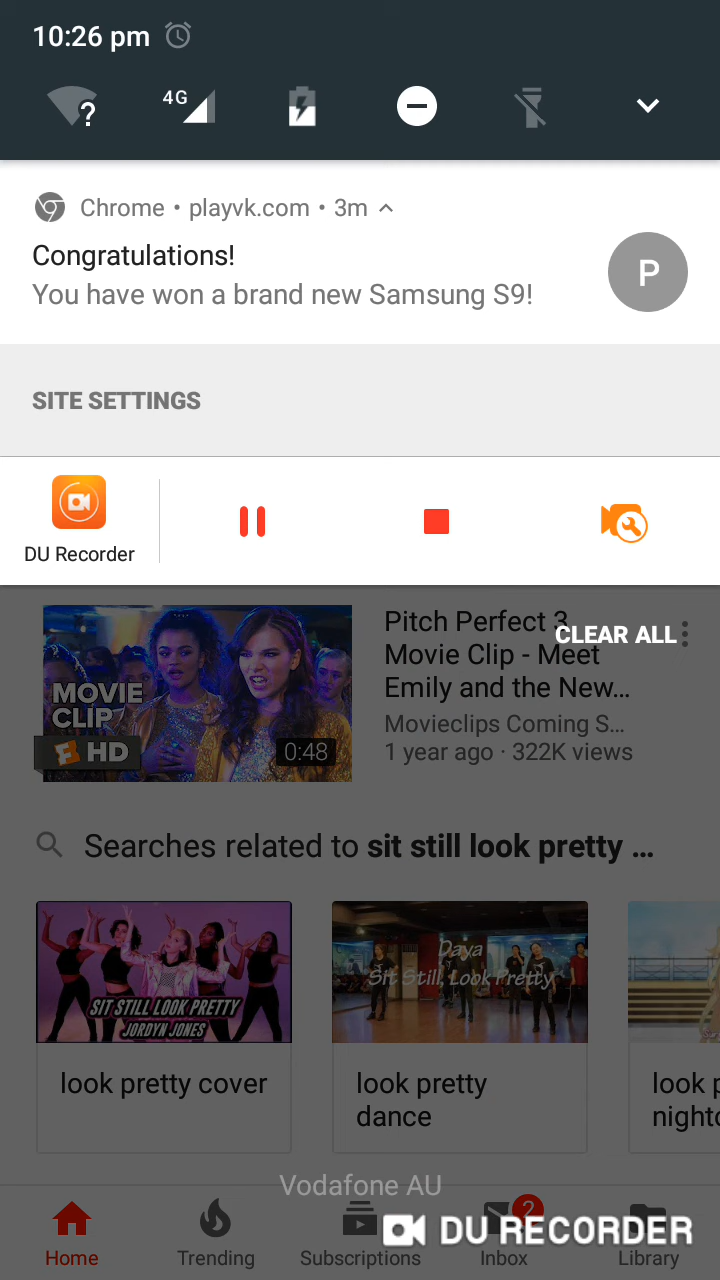 10:26 pm
4G
?
Chrome • playvk.com • 3m
Congratulations!
You have won a brand new Samsung S9!
P
SITE SETTINGS
DU Recorder
CLEAR ALL
MOVIE
CLIP
HD
0:48
Pitch Perfect 3
Movie Clip - Meet
Emily and the New...
Movieclips Coming S...
1 year ago · 322K views
Searches related to sit still look pretty ...
SIT STILL LOOK PRETTY
JORDYN JONES
Daya
Sit Still, Look Pretty
look pretty cover
look pretty
dance
look p
nightc
Vodafone AU
2
DU RECORDER
Home
Trending
Subscriptions
Inbox
Library